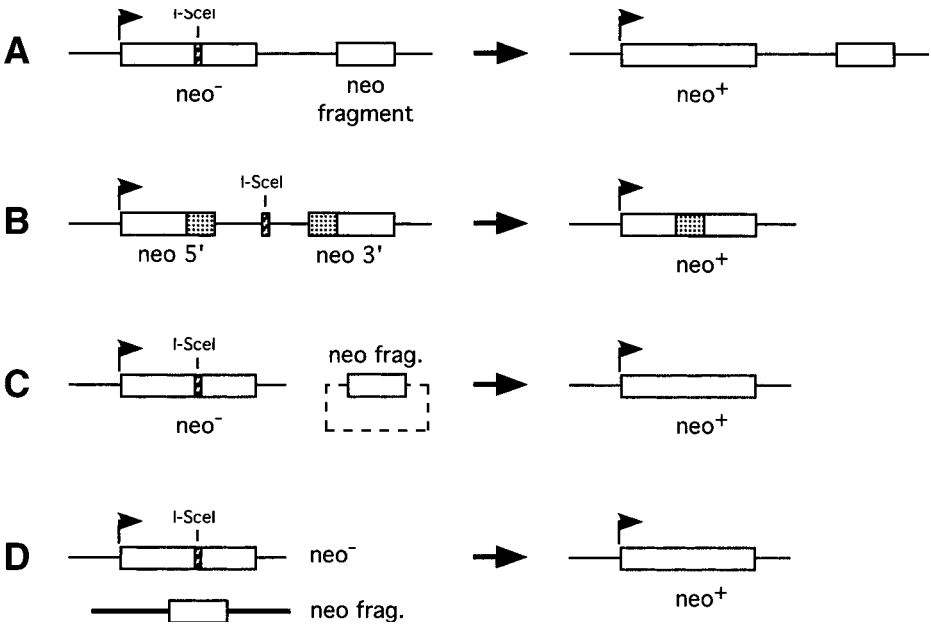 I-SceI
A
neo-
neo
fragment
neo+
I-SceI
B
neo 5'
neo 3'
neo+
I-SceI
neo frag.
C
neo-
neo+
I-SceI
D
neo-
neo frag.
neo+